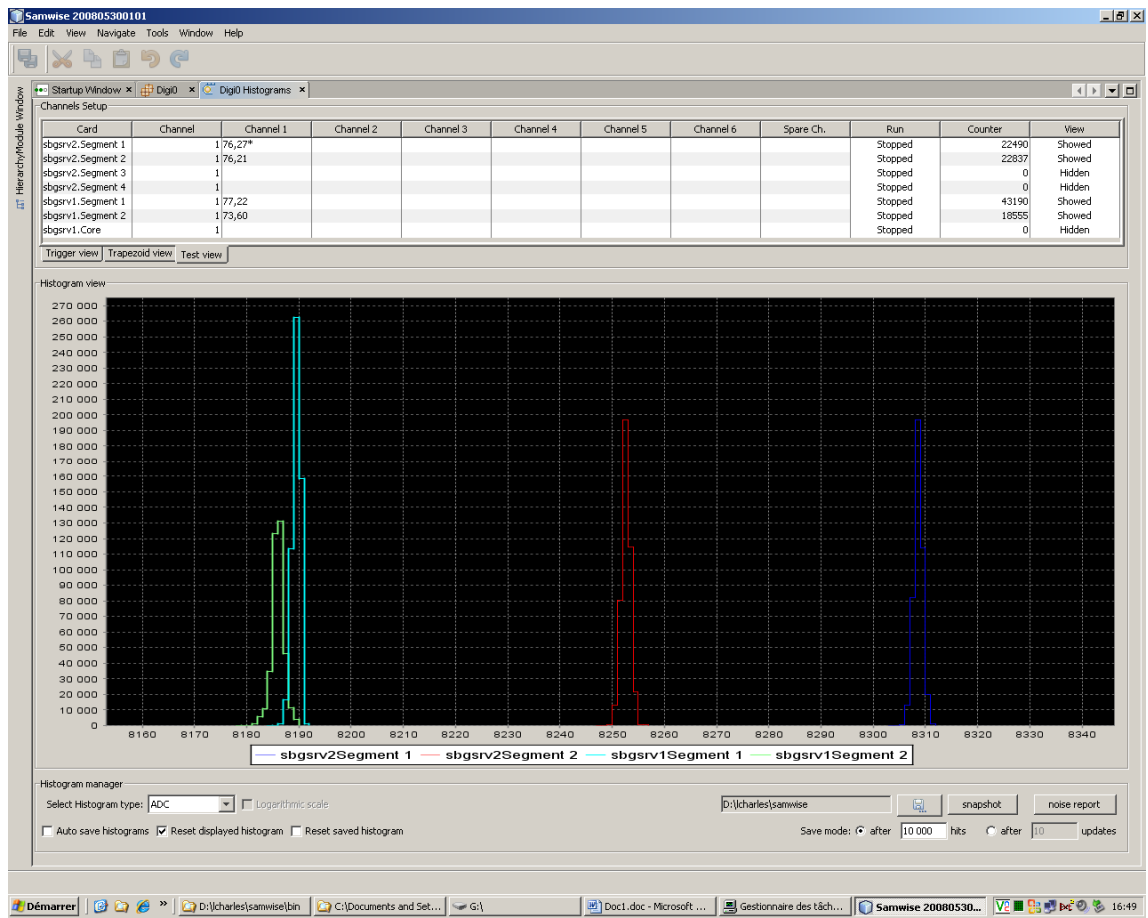 Samwise 200805300101
File Edit View Navigate Tools Window Help
Startup Window Digi0 Digi0 Histograms
Hierarchy/Module Window
Channels Setup
Card Channel Channel 1 Channel 2 Channel 3 Channel 4 Channel 5 Channel 6 Spare Ch. Run Counter View
sbgsrv2.Segment 1 1 76,27* Stopped 22490 Showed
sbgsrv2.Segment 2 1 76,21 Stopped 22837 Showed
sbgsrv2.Segment 3 1 Stopped 0 Hidden
sbgsrv2.Segment 4 1 Stopped 0 Hidden
sbgsrv1.Segment 1 1 77,22 Stopped 43190 Showed
sbgsrv1.Segment 2 1 73,60 Stopped 18555 Showed
sbgsrv1.Core 1 Stopped 0 Hidden
Trigger view Trapezoid view Test view
Histogram view
270 000
260 000
250 000
240 000
230 000
220 000
210 000
200 000
190 000
180 000
170 000
160 000
150 000
140 000
130 000
120 000
110 000
100 000
90 000
80 000
70 000
60 000
50 000
40 000
30 000
20 000
10 000
0
8160 8170 8180 8190 8200 8210 8220 8230 8240 8250 8260 8270 8280 8290 8300 8310 8320 8330 8340
sbgsrv2Segment 1 sbgsrv2Segment 2 sbgsrv1Segment 1 sbgsrv1Segment 2
Histogram manager
Select Histogram type: ADC Logarithmic scale D:\lcharles\samwise snapshot noise report
Auto save histograms Reset displayed histogram Reset saved histogram Save mode: after 10 000 hits after 10 updates
Démarrer » D:\lcharles\samwise\bin C:\Documents and Set... G:\ Doc1.doc - Microsoft ... Gestionnaire des tâch... Samwise 20080530... 16:49